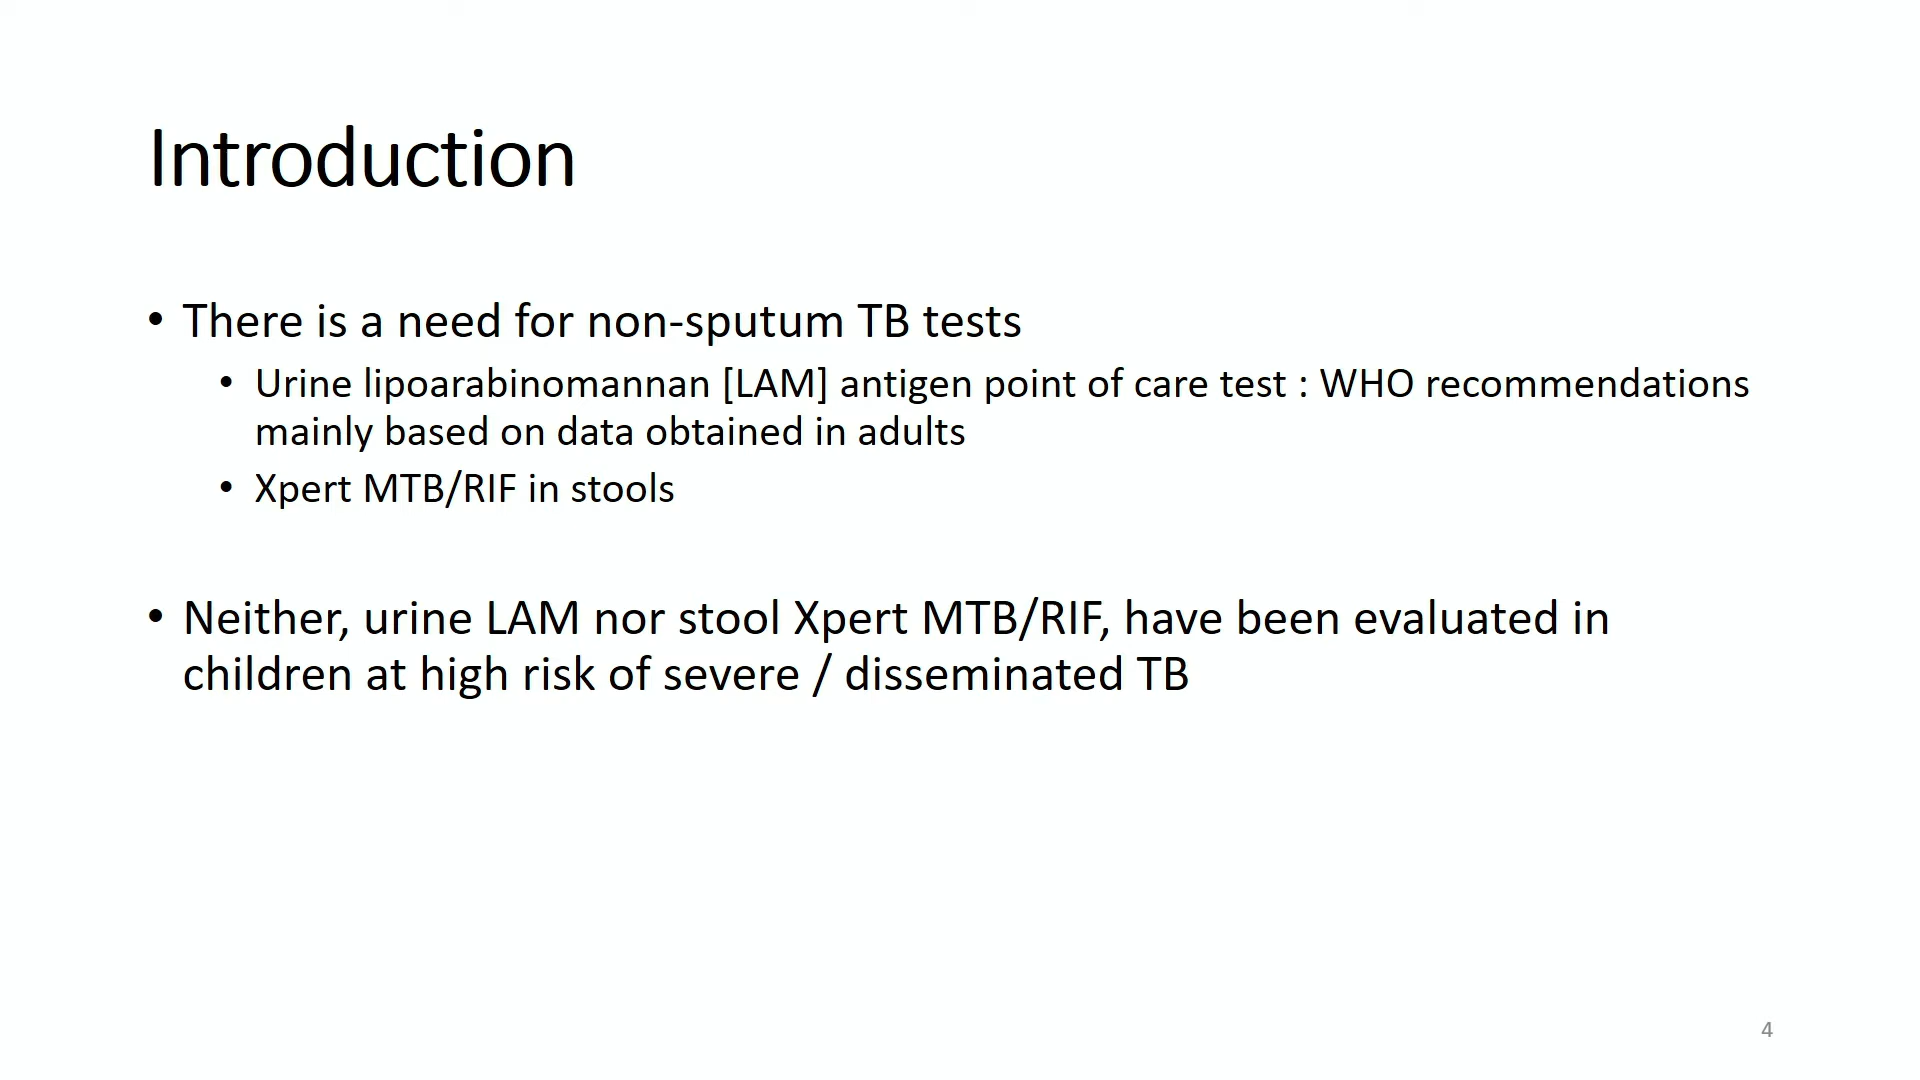 Introduction
• There is a need for non-sputum TB tests
• Urine lipoarabinomannan [LAM] antigen point of care test : WHO recommendations
mainly based on data obtained in adults
• Xpert MTB/RIF in stools
• Neither, urine LAM nor stool Xpert MTB/RIF, have been evaluated in
children at high risk of severe / disseminated TB
4